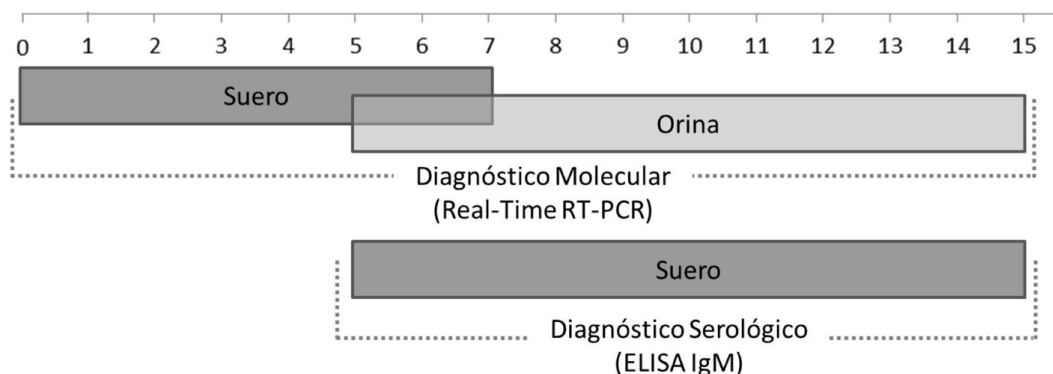 0 1 2 3 4 5 6 7 8 9 10 11 12 13 14 15
Suero
Orina
Diagnóstico Molecular
(Real-Time RT-PCR)
Suero
Diagnóstico Serológico
(ELISA IgM)